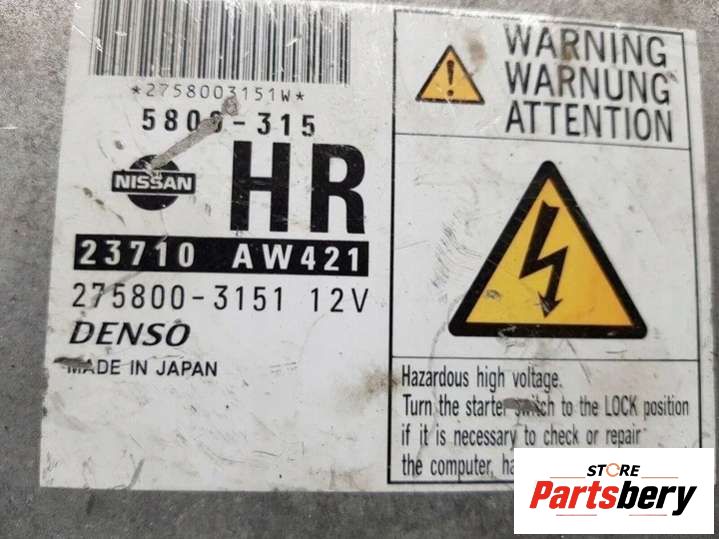 *2758003151W*
5800-315
NISSAN
HR
23710 AW421
275800-3151 12V
DENSO
MADE IN JAPAN
WARNING
WARNUNG
ATTENTION
Hazardous high voltage.
Turn the starter switch to the LOCK position
if it is necessary to check or repair
the computer,
STORE
Partsbery